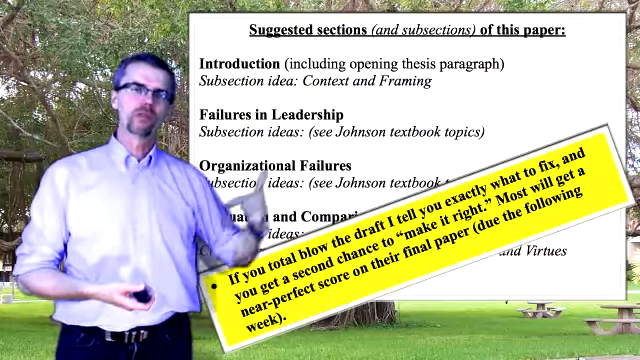 Suggested sections (and subsections) of this paper:
Introduction (including opening thesis paragraph)
Subsection idea: Context and Framing
Failures in Leadership
Subsection ideas: (see Johnson textbook topics)
Organizational Failures
ideas: (see Johnson textbook
and
ideas:
and Virtues
• If you total blow the draft I tell you exactly what to fix, and
you get a second chance to “make it right.” Most will get a
near-perfect score on their final paper (due the following
week).